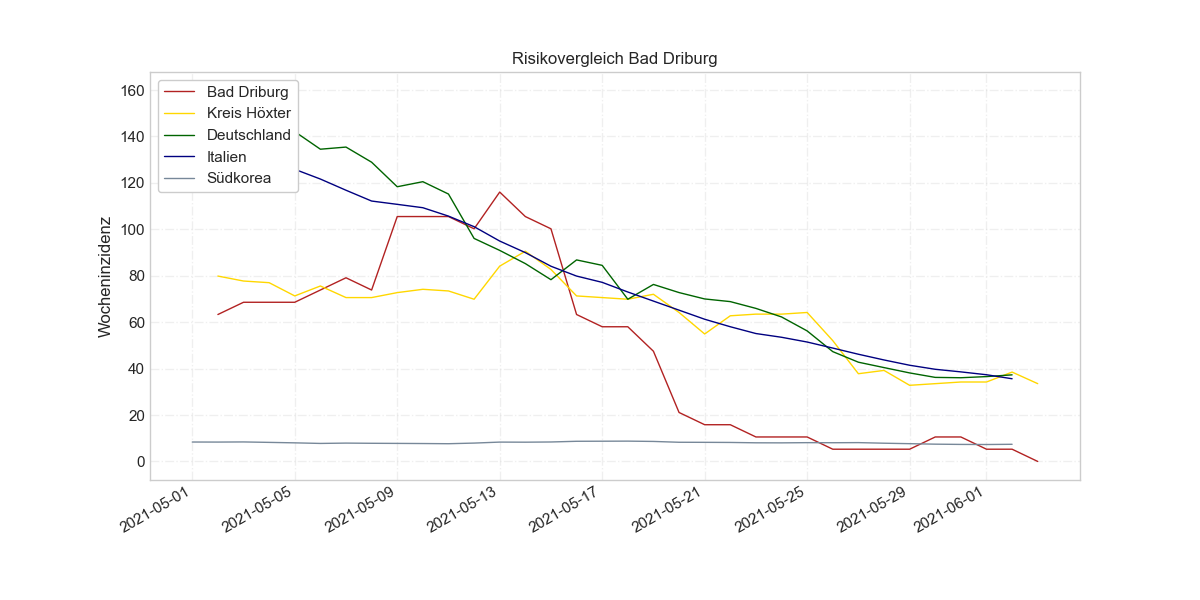 Risikovergleich Bad Driburg
Bad Driburg
Kreis Höxter
Deutschland
Italien
Südkorea
Wocheninzidenz
160
140
120
100
80
60
40
20
0
2021-05-01
2021-05-05
2021-05-09
2021-05-13
2021-05-17
2021-05-21
2021-05-25
2021-05-29
2021-06-01